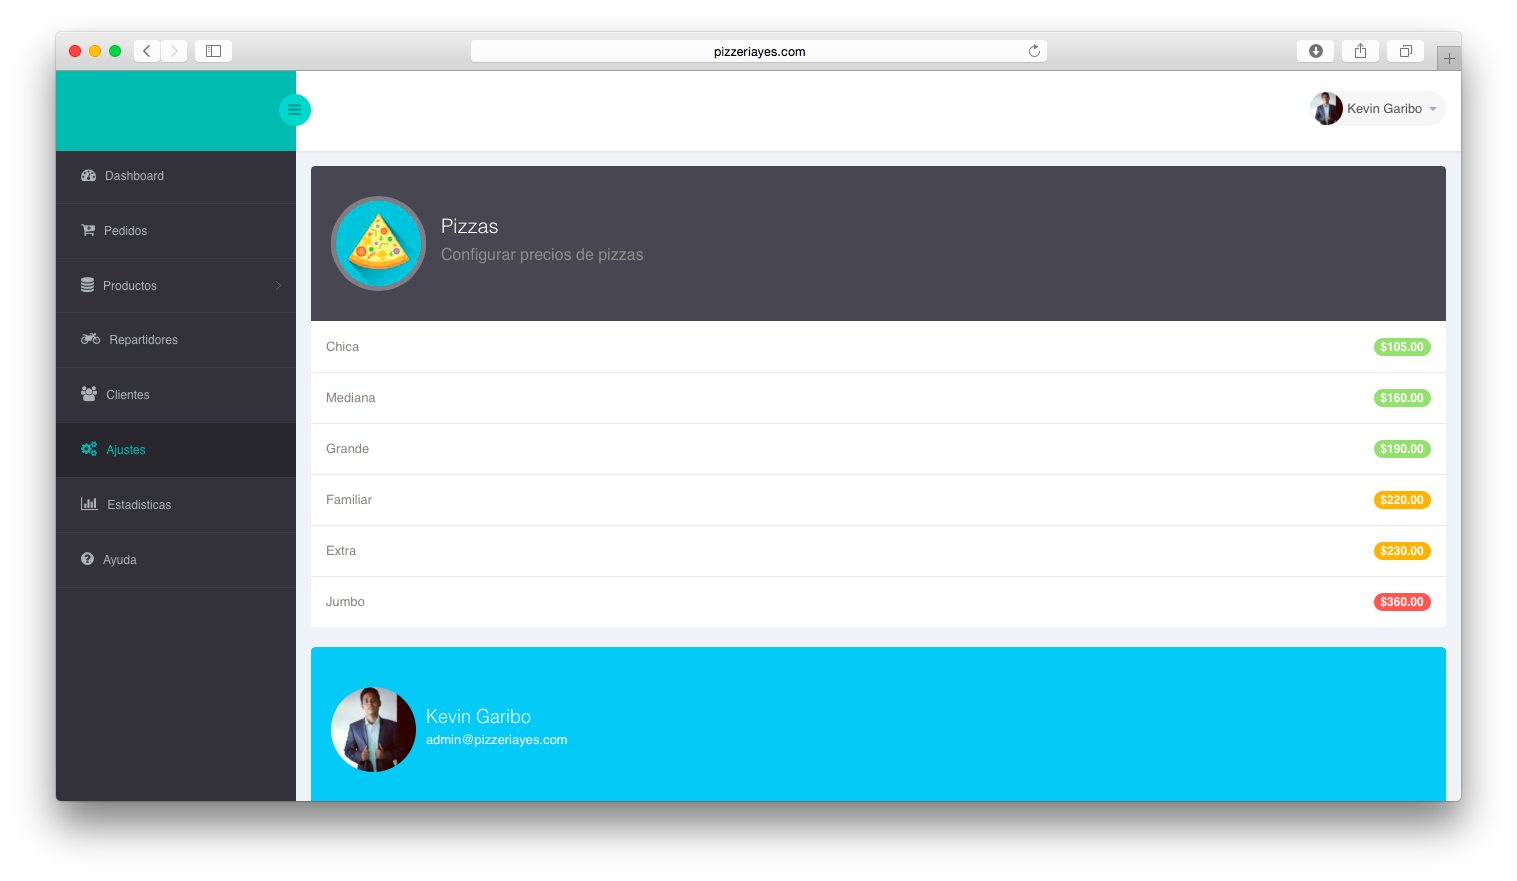 pizzeriayes.com
Kevin Garibo
Dashboard
Pedidos
Productos
Repartidores
Clientes
Ajustes
Estadisticas
Ayuda
Pizzas
Configurar precios de pizzas
Chica $105.00
Mediana $160.00
Grande $190.00
Familiar $220.00
Extra $230.00
Jumbo $360.00
Kevin Garibo
admin@pizzeriayes.com